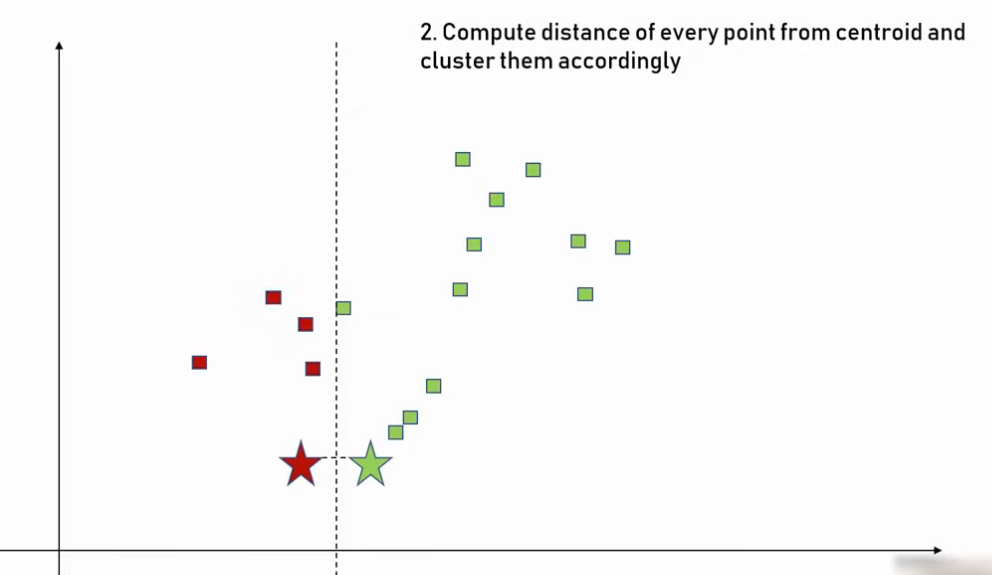 2. Compute distance of every point from centroid and
cluster them accordingly